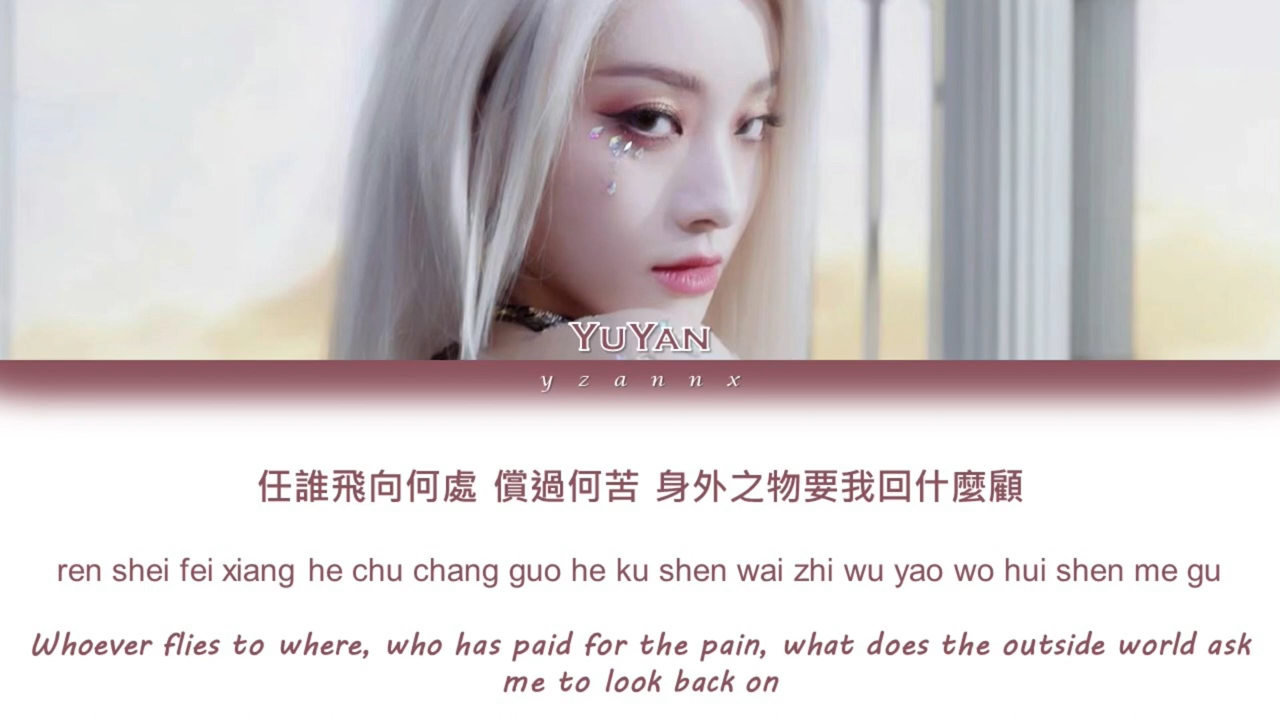 YUYAN
yzannx
任誰飛向何處 償過何苦 身外之物要我回什麼顧
ren shei fei xiang he chu chang guo he ku shen wai zhi wu yao wo hui shen me gu
Whoever flies to where, who has paid for the pain, what does the outside world ask
me to look back on